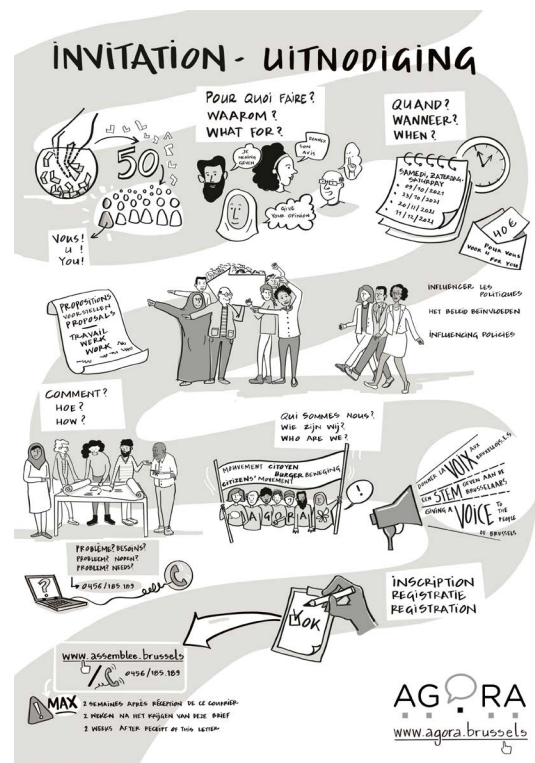 INVITATION - UITNODIGING
POUR QUOI FAIRE?
WAAROM?
WHAT FOR?
50
VOUS!
U!
YOU!
JE MENING GEVEN
DONNER SON AVIS
GIVE YOUR OPINION
QUAND?
WANNEER?
WHEN?
SAMEDI, ZATERDAG,
SATURDAY
• 09/10/2021
• 23/10/2021
• 20/11/2021
• 11/12/2021
40€
POUR VOUS
VOOR U FOR YOU
PROPOSITIONS
VOORSTELLEN
PROPOSALS
TRAVAIL
WERK
WORK
INFLUENCER LES
POLITIQUES
HET BELEID BEÏNVLOEDEN
INFLUENCING POLICIES
COMMENT?
HOE?
HOW?
QUI SOMMES NOUS?
WIE ZIJN WIJ?
WHO ARE WE?
MOUVEMENT CITOYEN
BURGER BEWEGING
CITIZENS' MOVEMENT
AGORA
!
DONNER LA VOIX AUX BRUXELLOIS.E.S
EEN STEM GEVEN AAN DE BRUSSELAARS
GIVING A VOICE TO THE PEOPLE OF BRUSSELS
PROBLÈME? BESOINS?
PROBLEEM? NODEN?
PROBLEM? NEEDS?
0456/185.189
?
INSCRIPTION
REGISTRATIE
REGISTRATION
OK
www.assemblee.brussels
/ 0456/185.189
! MAX
2 SEMAINES APRÈS RÉCEPTION DE CE COURRIER
2 WEKEN NA HET KRIJGEN VAN DEZE BRIEF
2 WEEKS AFTER RECEIPT OF THIS LETTER
AGORA
www.agora.brussels